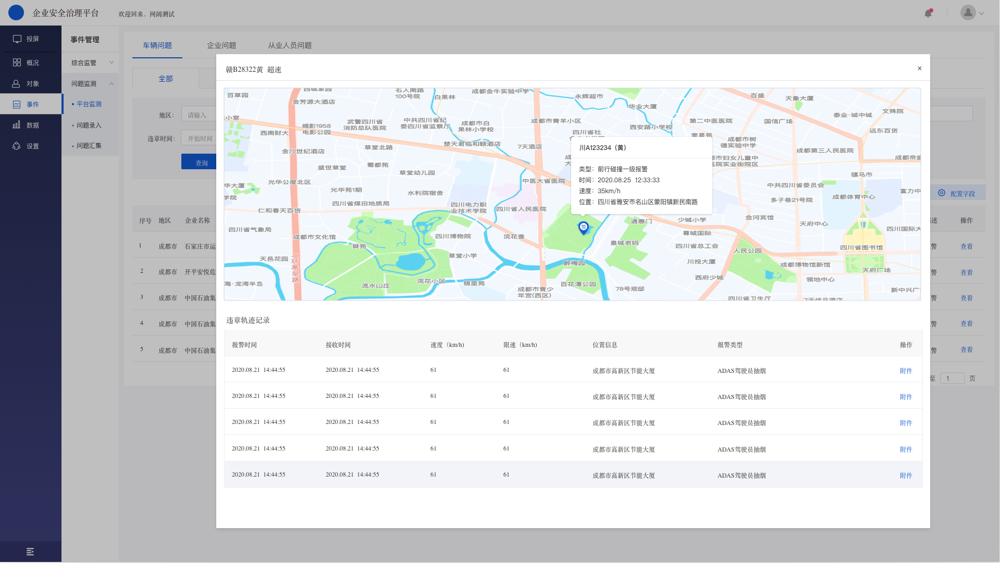 企业安全治理平台
欢迎回来，网阔测试
投屏
概况
对象
事件
数据
设置
事件管理
综合监管
问题监测
平台监测
问题录入
问题汇集
车辆问题 企业问题 从业人员问题
全部
地区： 请输入
违章时间： 开始时间
查询
配置字段
序号 地区 企业名称 操作
1 成都市 石家庄市运 警 查看
2 成都市 开平安悦危 警 查看
3 成都市 中国石油集 警 查看
4 成都市 中国石油集 警 查看
5 成都市 中国石油集 警 查看
至 1 页
赣B28322黄 超速
×
百草园
金芳源大酒店
100号院
白果林
成都金牛实验中学
永辉超市
华业大厦
百盛
天象大厦
泰业·城中城
文殊院
小室
西南财大
峨影1958
电影公园
武警四川省
消防总队医院
中共四川省纪
委四川省监察厅
成都市白
果林小学校
成都市青羊小区
西安路小学校
第二中医医院
国信广场
远东百货
四川省社
奎星苑
成都市树
德实验中学
金沙世纪酒店
草堂北路
楚天君临和颐酒店
7天酒店
成都第三人民医院
成都帝盛
盛世草堂
蜀都苑
草堂幼儿园
中医大省医院
市妇女儿童中
医院实业街院区
骡马市
华大厦
学院
光华公屋北区
光华苑1期
水利院宿舍
四川省煤田地质局
四川电力职
业技术学院
四川省人民医院
中共四川省委员会
多子巷21号院
成都体育中心
富力中
仁和春天百货
四川省气象局
成都市文化馆
舜苑
四川博物院
浣花香
通惠门
皇城老妈
少城小学
尊城国际
金河宾馆
天府中心
四川国际大
四川省总工会
人民公园
四川省图书馆
天邑花园
三环高架路
草堂小学
醉梅园
川投大厦
成都博物馆新馆
天府广场
海·龙湾半岛
流水山庄
浣花小区
锦里苑
成都市青少
年宫(西区)
百花潭公园
78号观邸
西府少城
领地中心
新中兴广
四川省卫生厅
川A123234（黄）
类型：前行碰撞一级报警
时间：2020.08.25 12:33:33
速度：35km/h
位置：四川省雅安市名山区蒙阳镇新民南路
警
违章轨迹记录
报警时间 接收时间 速度（km/h) 限速（km/h) 位置信息 报警类型 操作
2020.08.21 14:44:55 2020.08.21 14:44:55 61 61 成都市高新区节能大厦 ADAS驾驶员抽烟 附件
2020.08.21 14:44:55 2020.08.21 14:44:55 61 61 成都市高新区节能大厦 ADAS驾驶员抽烟 附件
2020.08.21 14:44:55 2020.08.21 14:44:55 61 61 成都市高新区节能大厦 ADAS驾驶员抽烟 附件
2020.08.21 14:44:55 2020.08.21 14:44:55 61 61 成都市高新区节能大厦 ADAS驾驶员抽烟 附件
2020.08.21 14:44:55 2020.08.21 14:44:55 61 61 成都市高新区节能大厦 ADAS驾驶员抽烟 附件